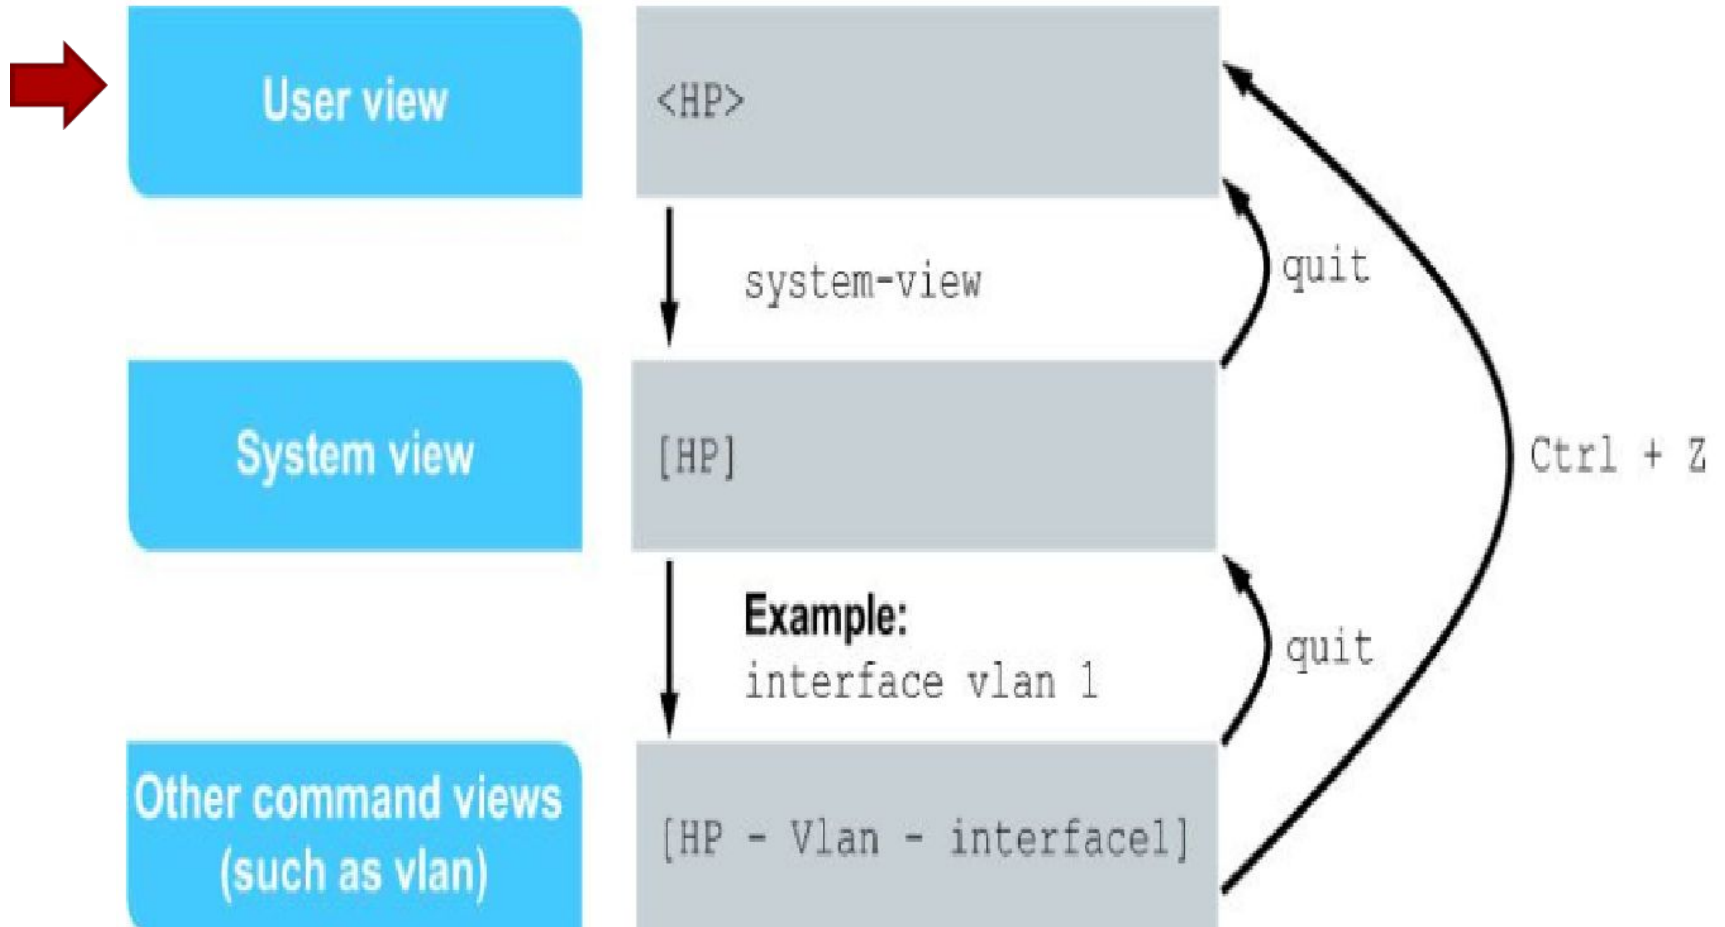 User view
<HP>
system-view
quit
System view
[HP]
Ctrl + Z
Example:
interface vlan 1
quit
Other command views
(such as vlan)
[HP - Vlan - interface1]